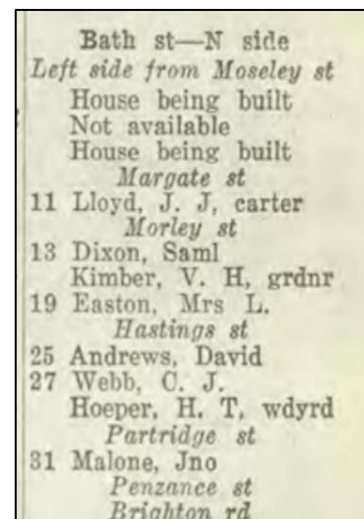 Bath st—N side
Left side from Moseley st
House being built
Not available
House being built
Margate st
11 Lloyd, J. J, carter
Morley st
13 Dixon, Saml
Kimber, V. H, grdnr
19 Easton, Mrs L.
Hastings st
25 Andrews, David
27 Webb, C. J.
Hoeper, H. T, wdyrd
Partridge st
31 Malone, Jno
Penzance st
Brighton rd